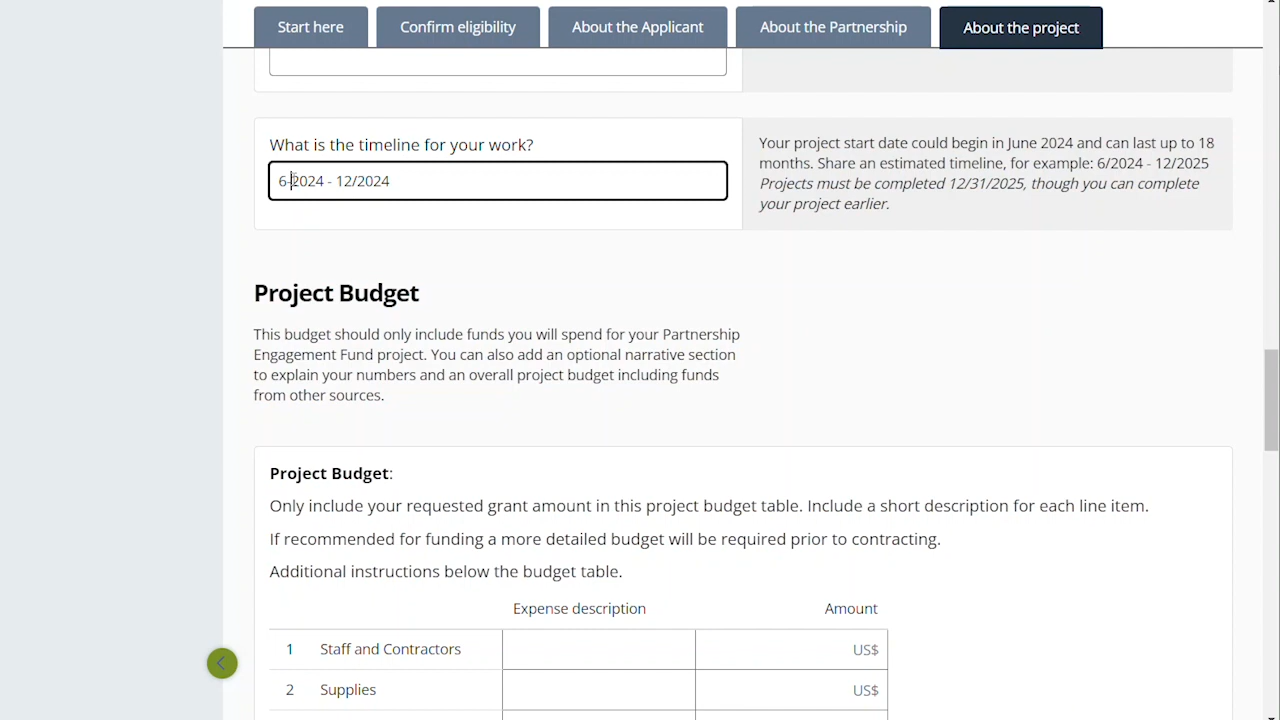 Start here
Confirm eligibility
About the Applicant
About the Partnership
About the project
What is the timeline for your work?
6-2024 - 12/2024
Your project start date could begin in June 2024 and can last up to 18
months. Share an estimated timeline, for example: 6/2024 - 12/2025
Projects must be completed 12/31/2025, though you can complete
your project earlier.
Project Budget
This budget should only include funds you will spend for your Partnership
Engagement Fund project. You can also add an optional narrative section
to explain your numbers and an overall project budget including funds
from other sources.
Project Budget:
Only include your requested grant amount in this project budget table. Include a short description for each line item.
If recommended for funding a more detailed budget will be required prior to contracting.
Additional instructions below the budget table.
Expense description Amount
1 Staff and Contractors US$
2 Supplies US$